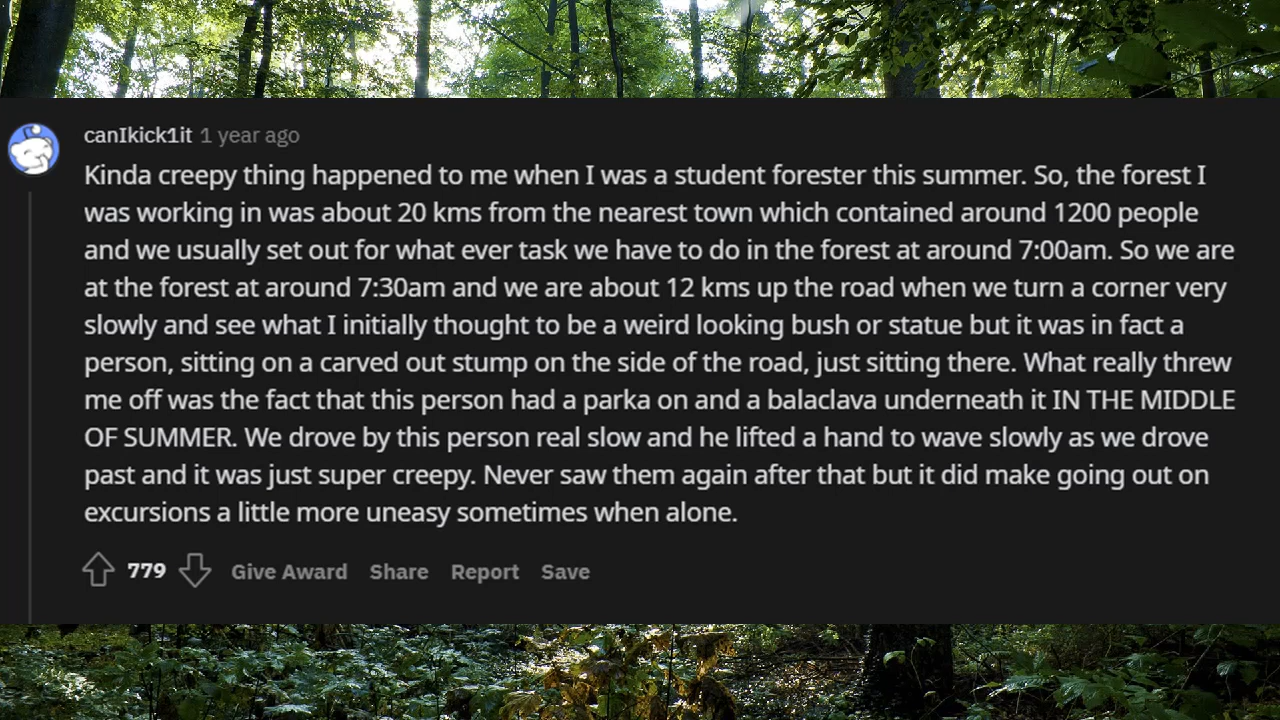 canIkick1it 1 year ago
Kinda creepy thing happened to me when I was a student forester this summer. So, the forest I
was working in was about 20 kms from the nearest town which contained around 1200 people
and we usually set out for what ever task we have to do in the forest at around 7:00am. So we are
at the forest at around 7:30am and we are about 12 kms up the road when we turn a corner very
slowly and see what I initially thought to be a weird looking bush or statue but it was in fact a
person, sitting on a carved out stump on the side of the road, just sitting there. What really threw
me off was the fact that this person had a parka on and a balaclava underneath it IN THE MIDDLE
OF SUMMER. We drove by this person real slow and he lifted a hand to wave slowly as we drove
past and it was just super creepy. Never saw them again after that but it did make going out on
excursions a little more uneasy sometimes when alone.
779 Give Award Share Report Save